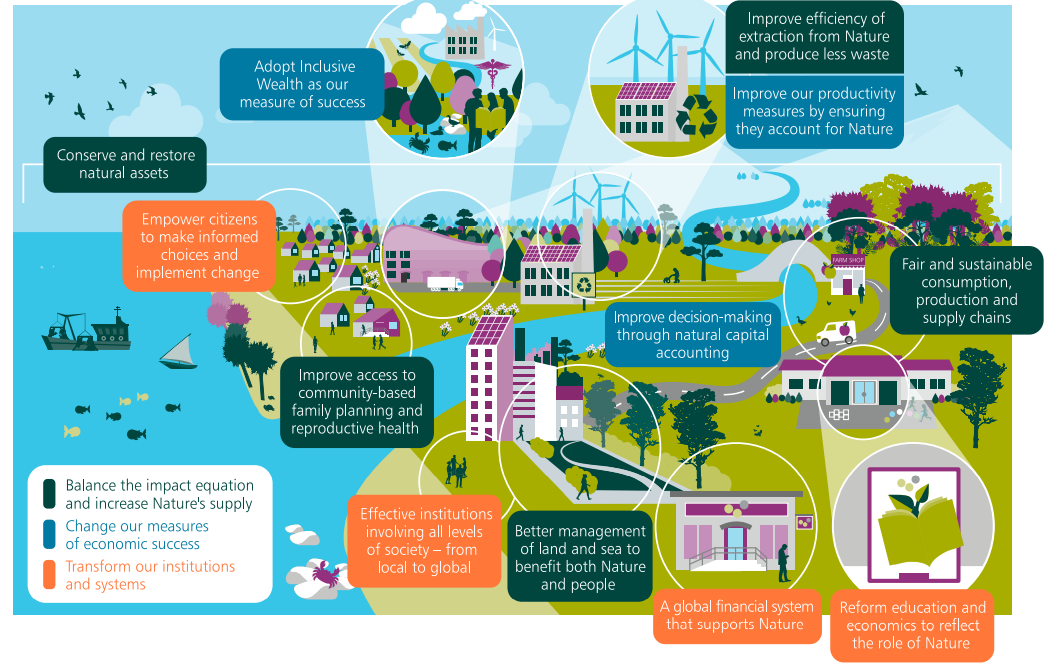 Improve efficiency of
extraction from Nature
and produce less waste
Adopt Inclusive
Wealth as our
measure of success
Improve our productivity
measures by ensuring
they account for Nature
Conserve and restore
natural assets
Empower citizens
to make informed
choices and
implement change
FARM SHOP
Fair and sustainable
consumption,
production and
supply chains
Improve decision-making
through natural capital
accounting
Improve access to
community-based
family planning and
reproductive health
Balance the impact equation
and increase Nature's supply
Change our measures
of economic success
Transform our institutions
and systems
Effective institutions
involving all levels
of society – from
local to global
Better management
of land and sea to
benefit both Nature
and people
A global financial system
that supports Nature
Reform education and
economics to reflect
the role of Nature